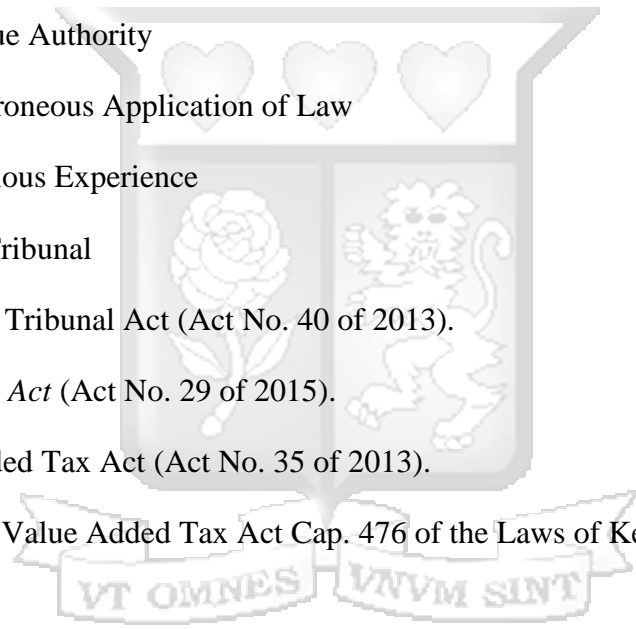 ue Authority
roneous Application of Law
ious Experience
Tribunal
Tribunal Act (Act No. 40 of 2013).
Act (Act No. 29 of 2015).
ded Tax Act (Act No. 35 of 2013).
Value Added Tax Act Cap. 476 of the Laws of Ke
VT OMNES VNVM SINT